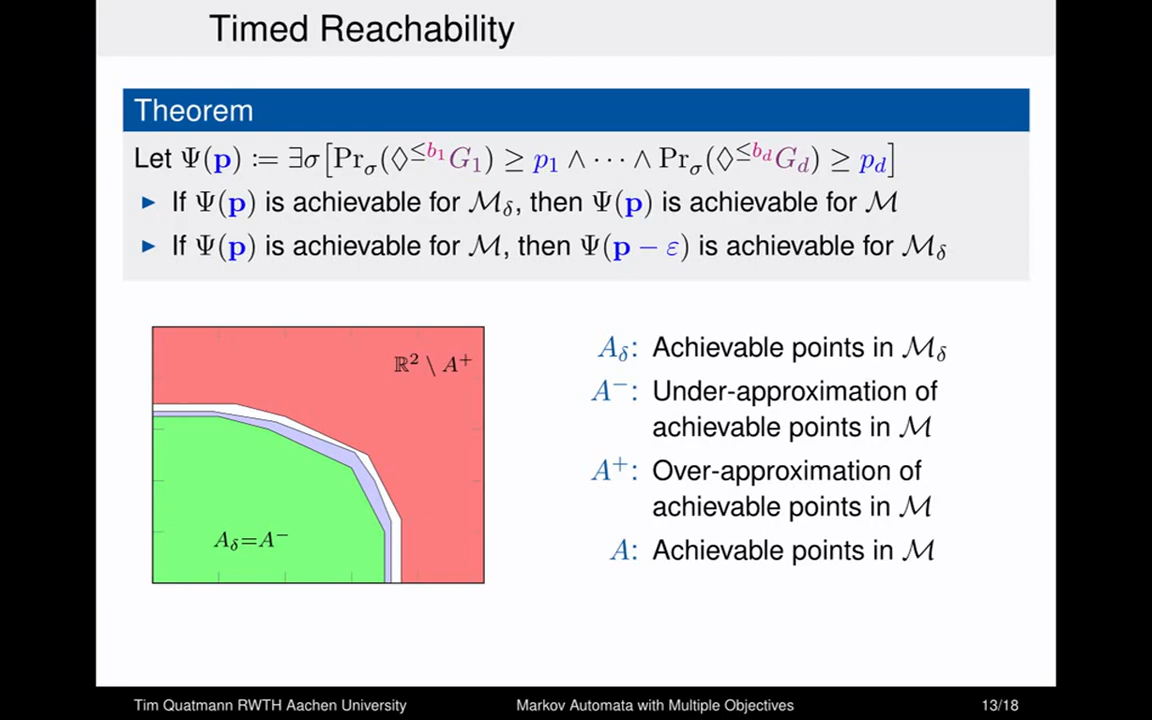 Timed Reachability
Theorem
Let Ψ(𝐩) := ∃σ[Pr_σ(◊^{≤b₁}G₁) ≥ p₁ ∧ ⋯ ∧ Pr_σ(◊^{≤b_d}G_d) ≥ p_d]
▶ If Ψ(𝐩) is achievable for ℳ_δ, then Ψ(𝐩) is achievable for ℳ
▶ If Ψ(𝐩) is achievable for ℳ, then Ψ(𝐩 − ε) is achievable for ℳ_δ
ℝ² \ A⁺
A_δ=A⁻
A_δ: Achievable points in ℳ_δ
A⁻: Under-approximation of
achievable points in ℳ
A⁺: Over-approximation of
achievable points in ℳ
A: Achievable points in ℳ
Tim Quatmann RWTH Aachen University Markov Automata with Multiple Objectives 13/18